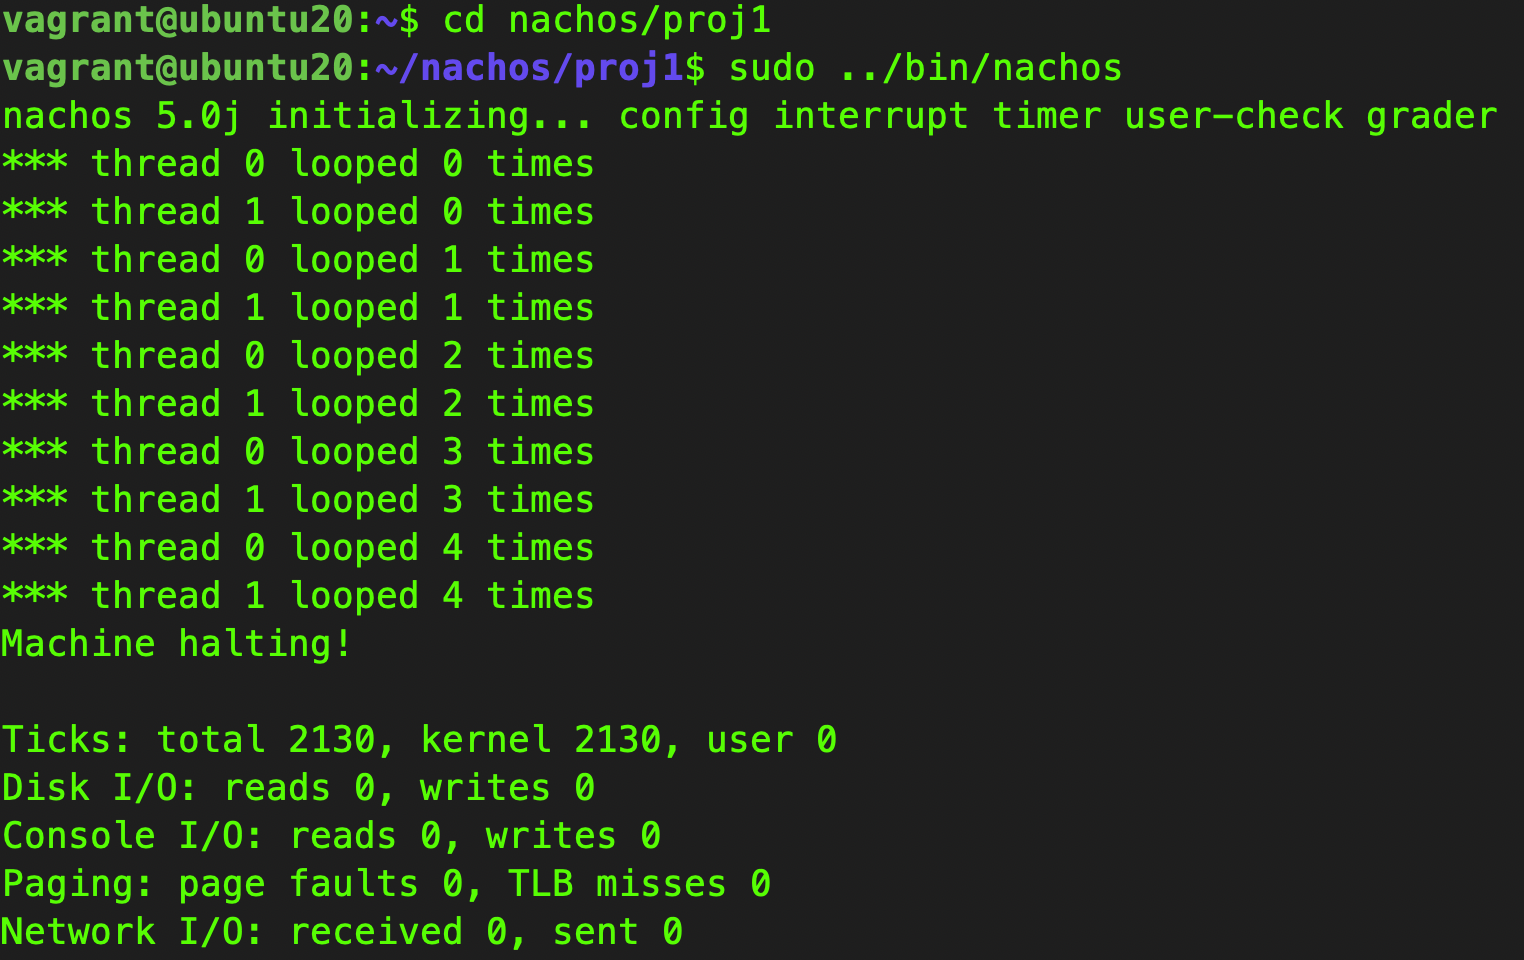 vagrant@ubuntu20:~$ cd nachos/proj1
vagrant@ubuntu20:~/nachos/proj1$ sudo ../bin/nachos
nachos 5.0j initializing... config interrupt timer user-check grader
*** thread 0 looped 0 times
*** thread 1 looped 0 times
*** thread 0 looped 1 times
*** thread 1 looped 1 times
*** thread 0 looped 2 times
*** thread 1 looped 2 times
*** thread 0 looped 3 times
*** thread 1 looped 3 times
*** thread 0 looped 4 times
*** thread 1 looped 4 times
Machine halting!
Ticks: total 2130, kernel 2130, user 0
Disk I/O: reads 0, writes 0
Console I/O: reads 0, writes 0
Paging: page faults 0, TLB misses 0
Network I/O: received 0, sent 0